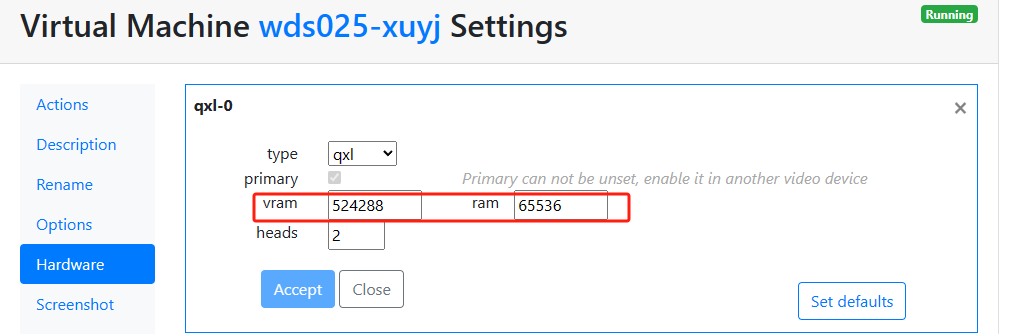 Virtual Machine wds025-xuyj Settings
Running
Actions
Description
Rename
Options
Hardware
Screenshot
qxl-0
×
type qxl
primary Primary can not be unset, enable it in another video device
vram 524288 ram 65536
heads 2
Accept Close
Set defaults